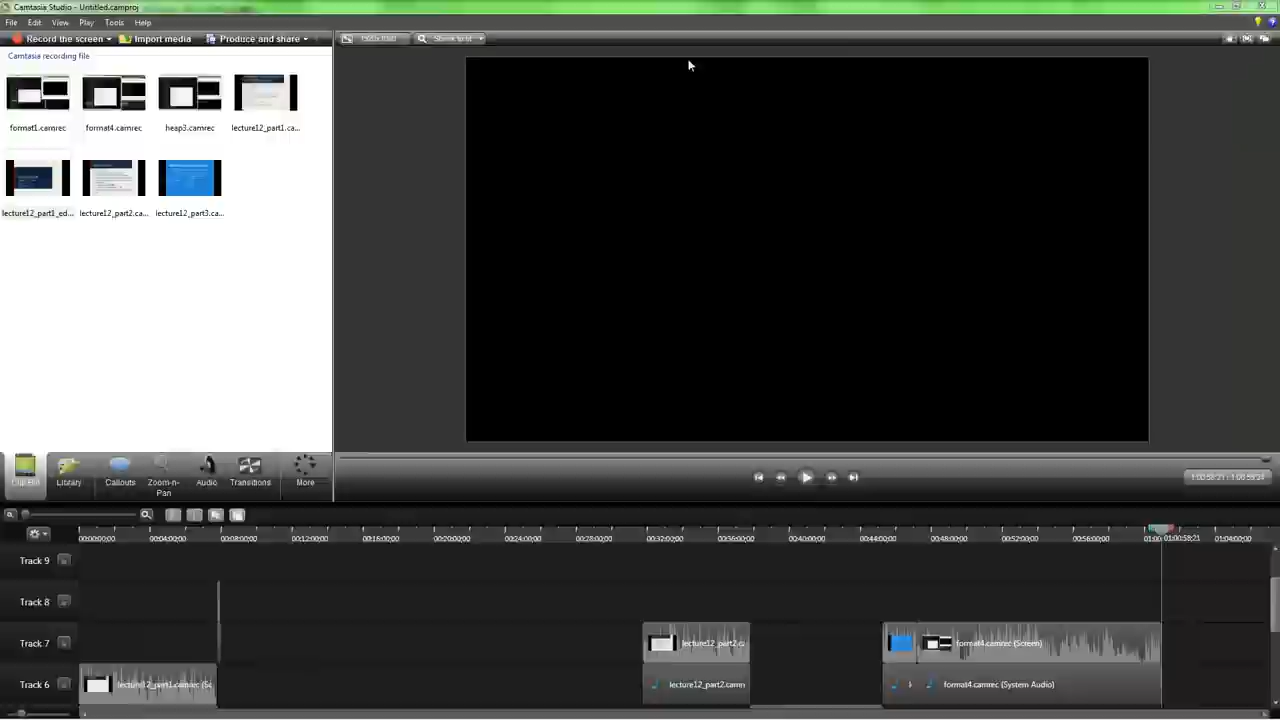 Camtasia Studio - Untitled.camproj
File Edit View Play Tools Help
Record the screen Import media Produce and share
Camtasia recording file
format1.camrec format4.camrec heap3.camrec lecture12_part1.ca...
lecture12_part1_ed... lecture12_part2.ca... lecture12_part3.ca...
Clip Bin Library Callouts Zoom-n-Pan Audio Transitions More
1:00:58;21
00:00:00;00 00:04:00;00 00:08:00;00 00:12:00;00 00:16:00;00 00:20:00;00 00:24:00;00 00:28:00;00 00:32:00;00 00:36:00;00 00:40:00;00 00:44:00;00 00:48:00;00 00:52:00;00 00:56:00;00 01:00: 01:00:58;21 01:04:00;00
Track 9
Track 8
Track 7 lecture12_part2.ca format4.camrec (Screen)
Track 6 lecture12_part1.camrec (Sc lecture12_part2.camre format4.camrec (System Audio)